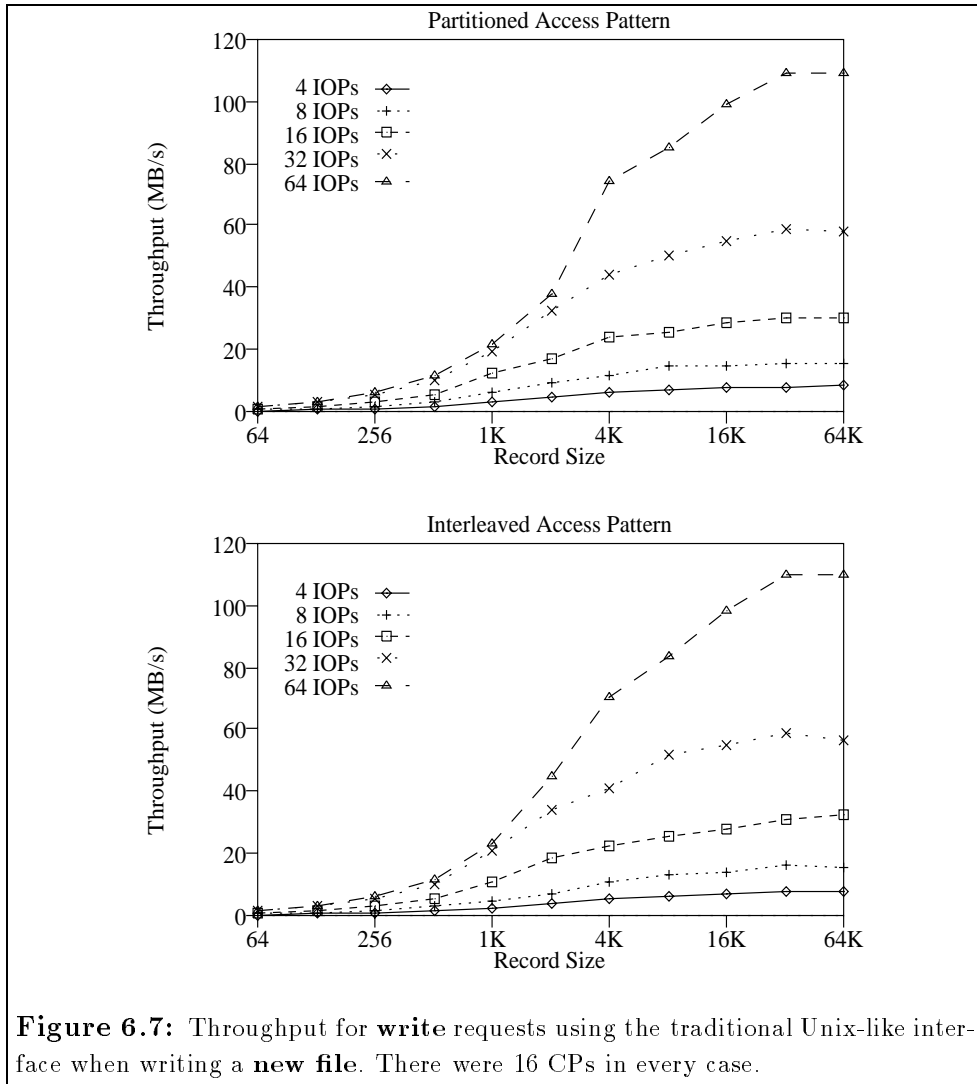 Partitioned Access Pattern
120
100
80
60
40
20
0
Throughput (MB/s)
4 IOPs
8 IOPs
16 IOPs
32 IOPs
64 IOPs
64
256
1K
4K
16K
64K
Record Size
Interleaved Access Pattern
120
100
80
60
40
20
0
Throughput (MB/s)
4 IOPs
8 IOPs
16 IOPs
32 IOPs
64 IOPs
64
256
1K
4K
16K
64K
Record Size
Figure 6.7: Throughput for write requests using the traditional Unix-like inter-
face when writing a new file. There were 16 CPs in every case.